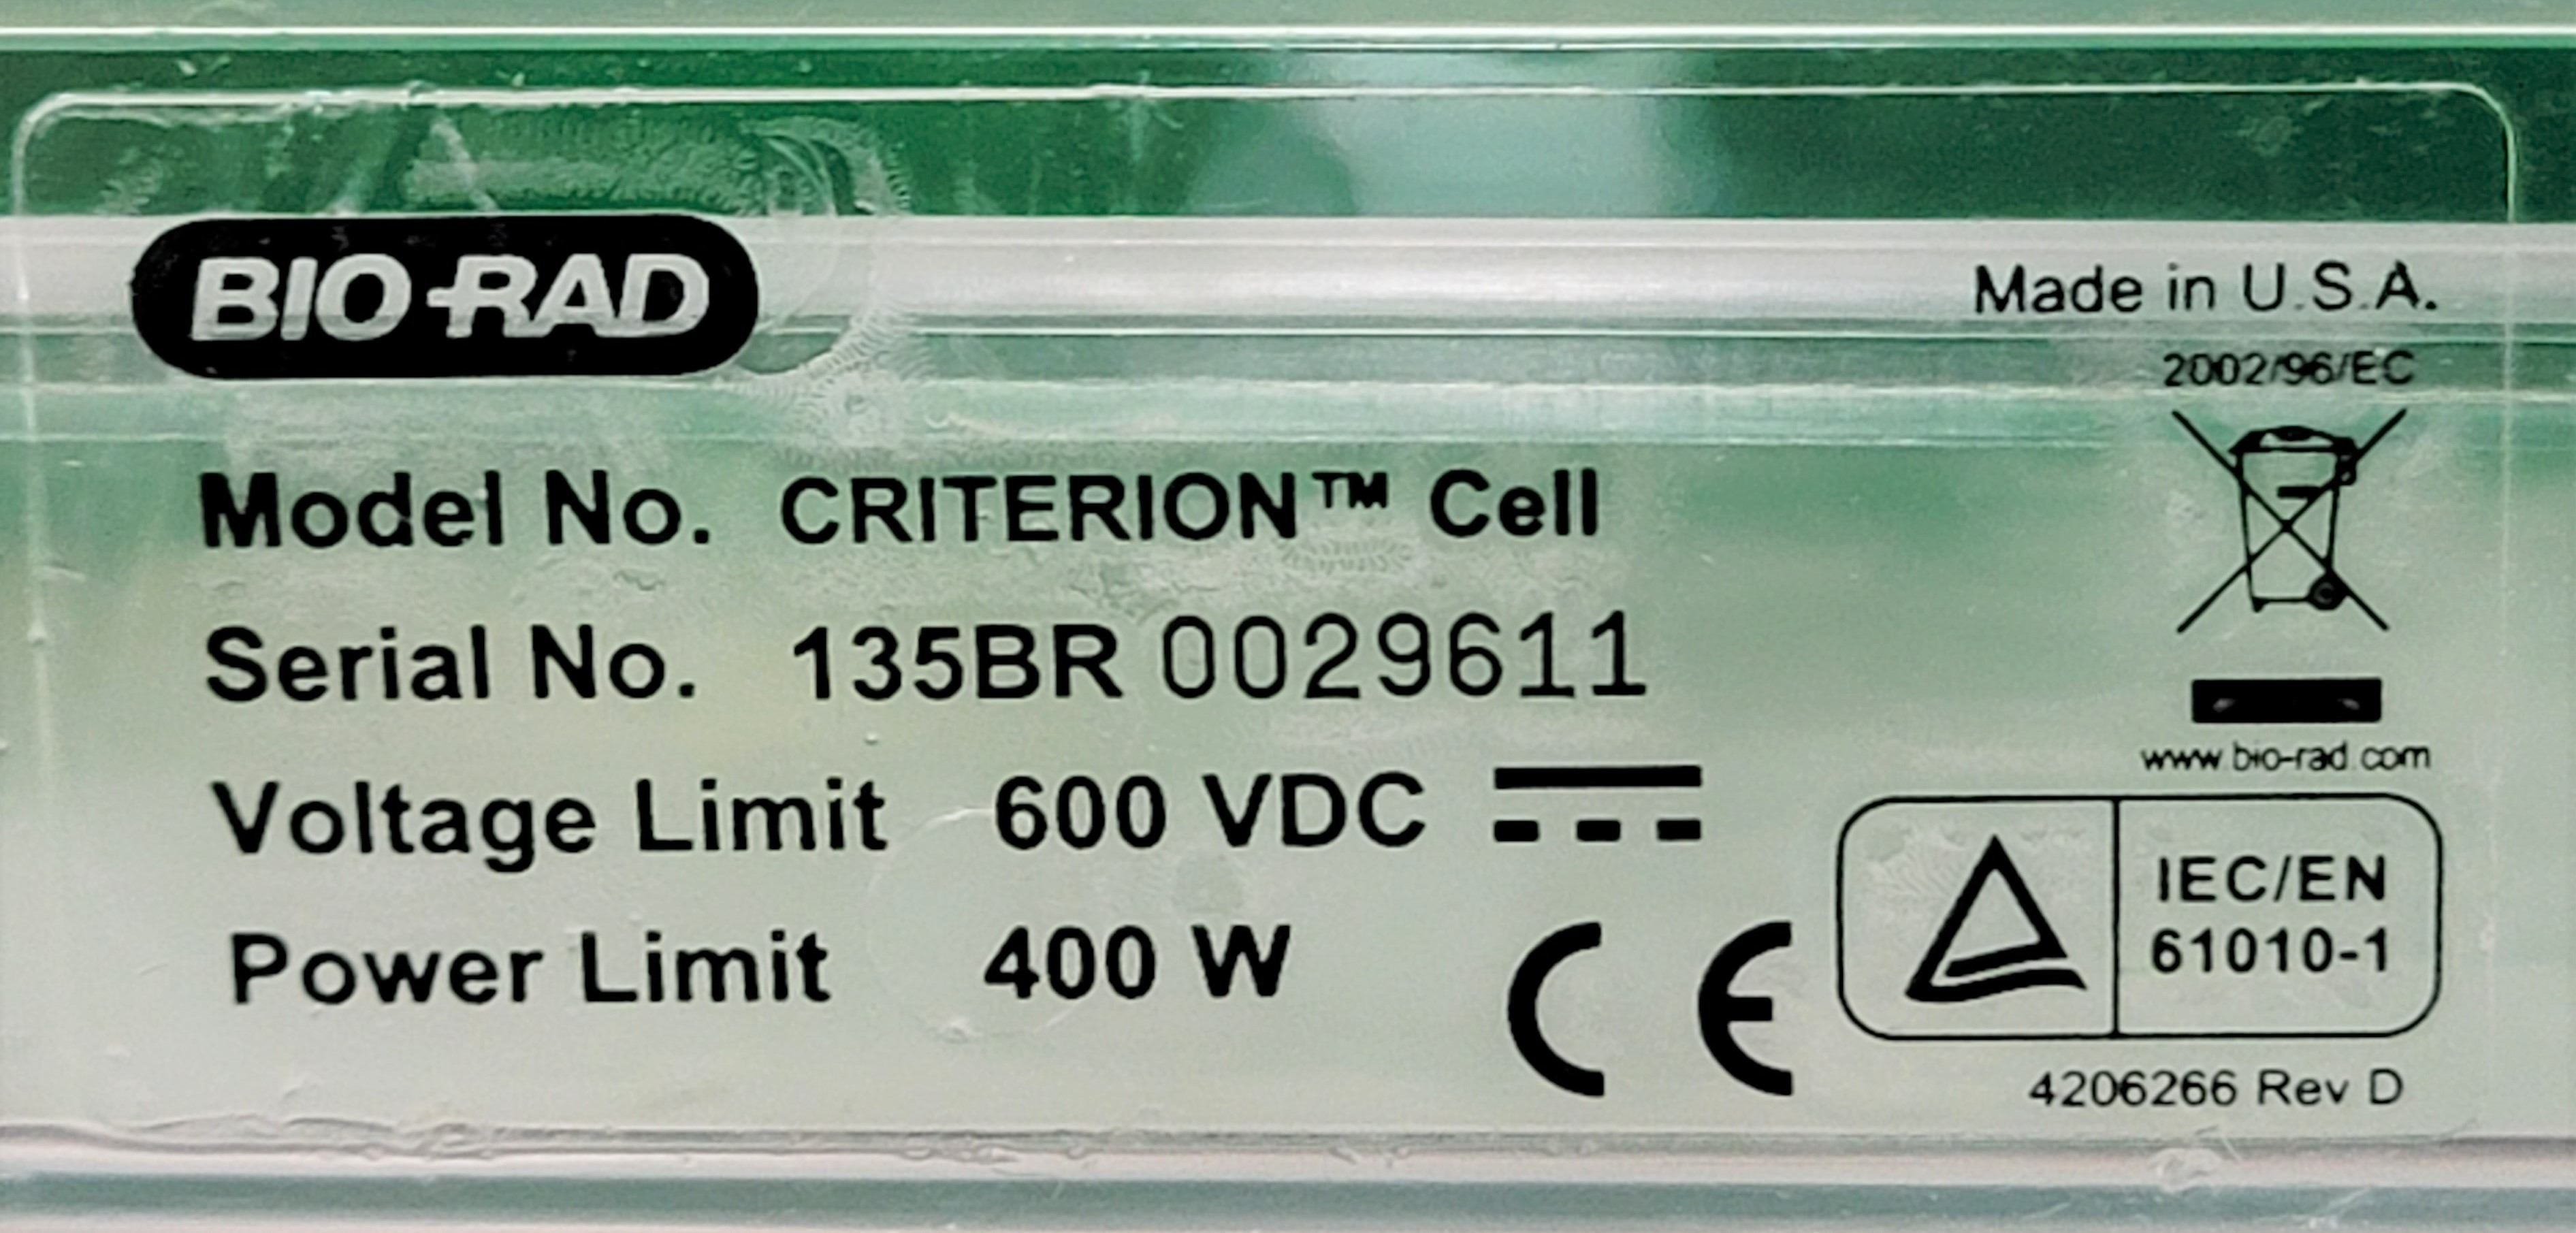 BIO-RAD
Made in U.S.A.
2002/96/EC
Model No. CRITERION™ Cell
Serial No. 135BR 0029611
www.bio-rad.com
Voltage Limit 600 VDC
Power Limit 400 W
CE
IEC/EN
61010-1
4206266 Rev D